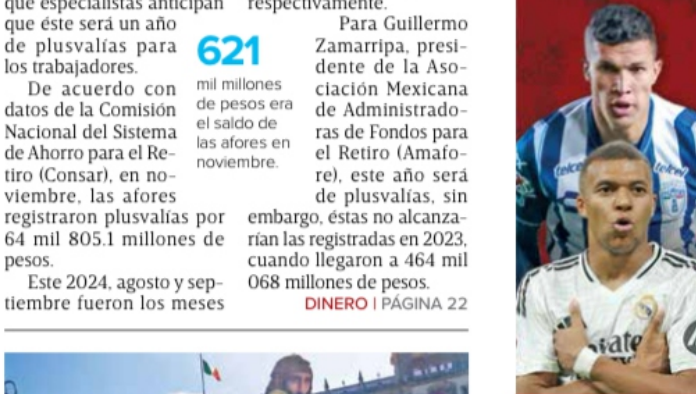 que especialistas anticipan
que éste será un año
de plusvalías para
los trabajadores.
De acuerdo con
datos de la Comisión
Nacional del Sistema
de Ahorro para el Re-
tiro (Consar), en no-
viembre, las afores
registraron plusvalías por
64 mil 805.1 millones de
pesos.
Este 2024, agosto y sep-
tiembre fueron los meses
621
mil millones
de pesos era
el saldo de
las afores en
noviembre.
respectivamente.
Para Guillermo
Zamarripa, presi-
dente de la Aso-
ciación Mexicana
de Administrado-
ras de Fondos para
el Retiro (Amafo-
re), este año será
de plusvalías, sin
embargo, éstas no alcanza-
rían las registradas en 2023,
cuando llegaron a 464 mil
068 millones de pesos.
DINERO | PÁGINA 22
telcel
telcel